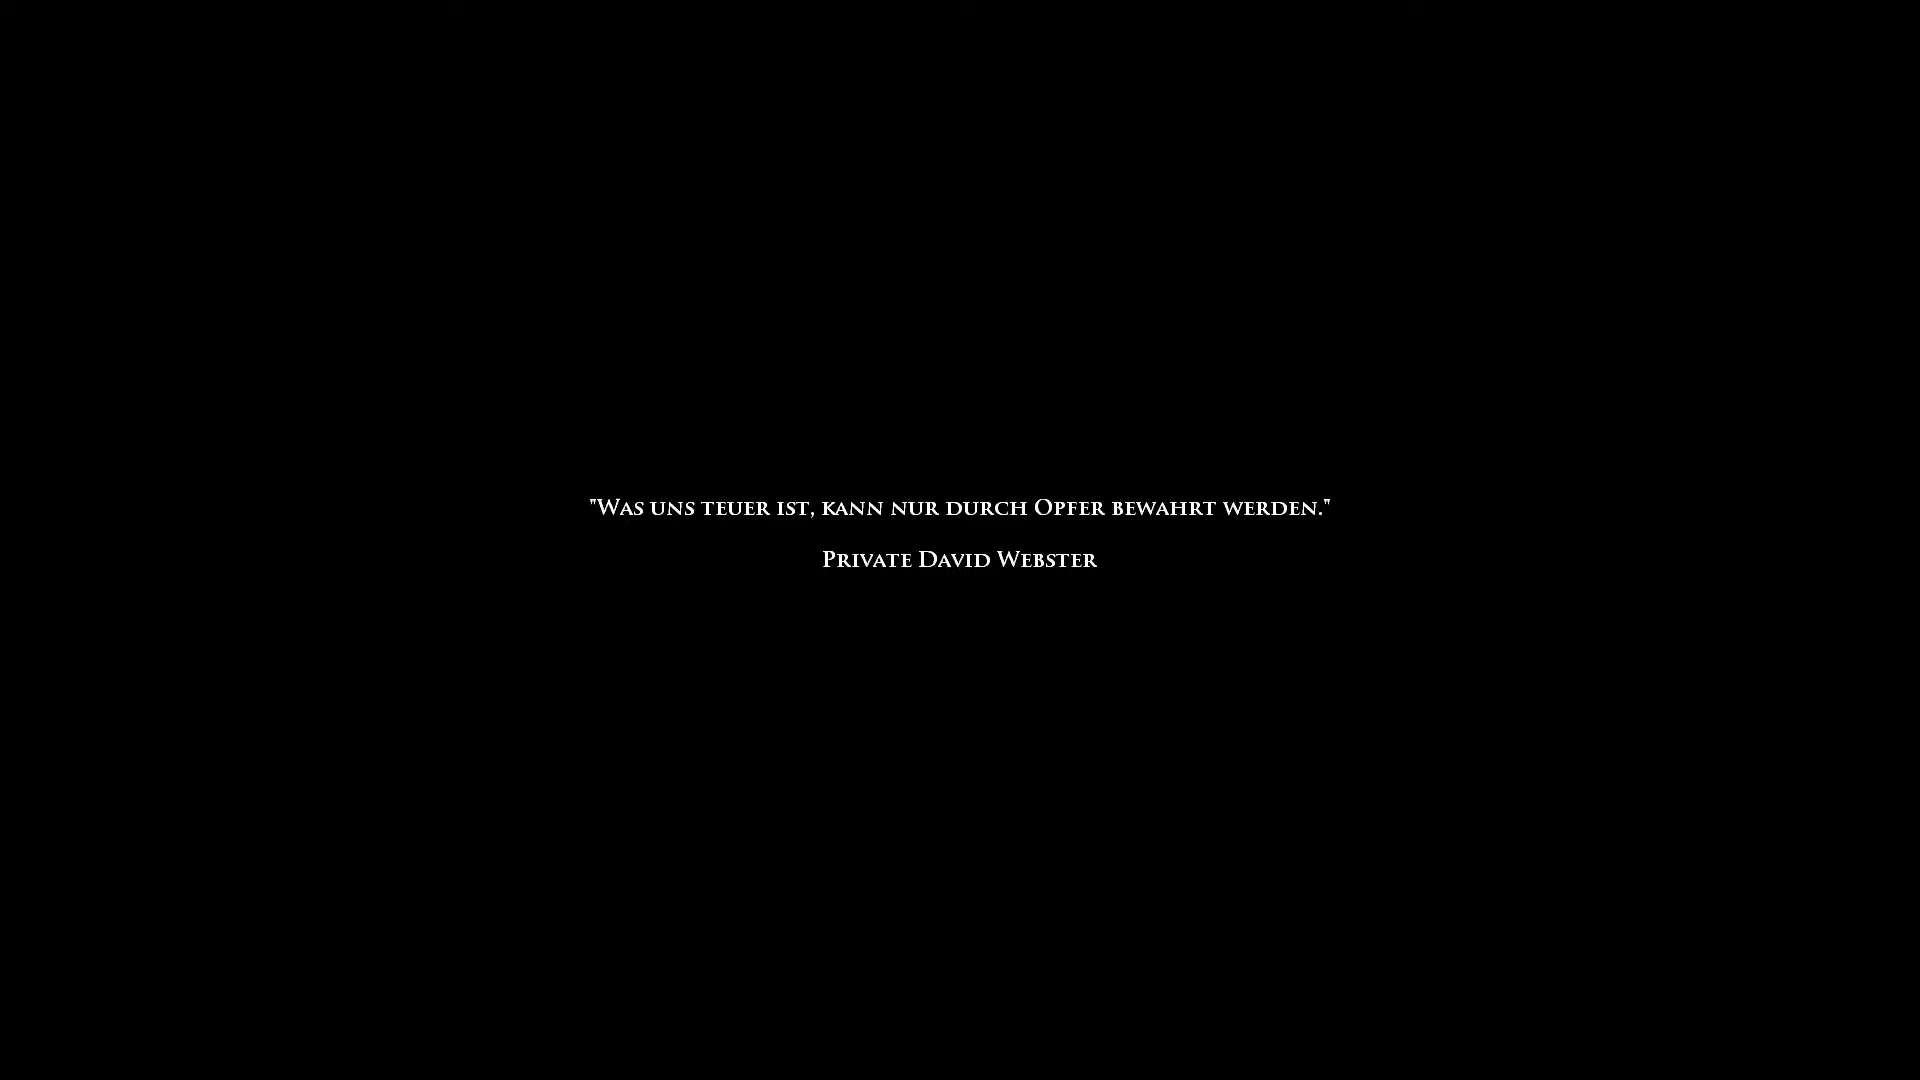 "Was uns teuer ist, kann nur durch Opfer bewahrt werden."
Private David Webster